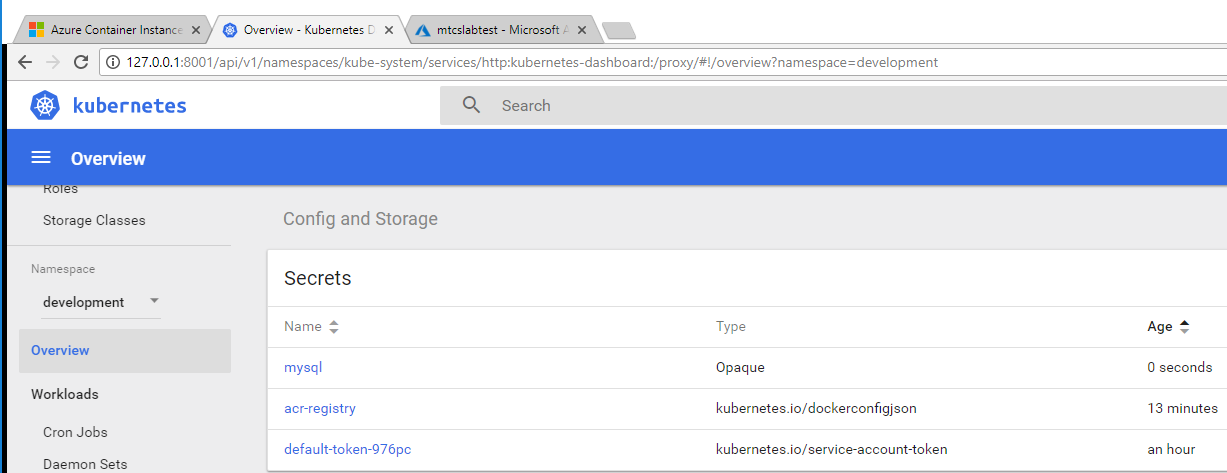 Azure Container Instance
Overview - Kubernetes D
mtcslabtest - Microsoft A
127.0.0.1:8001/api/v1/namespaces/kube-system/services/http:kubernetes-dashboard:/proxy/#!/overview?namespace=development
kubernetes
Search
Overview
Roles
Storage Classes
Config and Storage
Namespace
Secrets
development
Name
Type
Age
Overview
mysql
Opaque
0 seconds
Workloads
acr-registry
kubernetes.io/dockerconfigjson
13 minutes
Cron Jobs
default-token-976pc
kubernetes.io/service-account-token
an hour
Daemon Sets